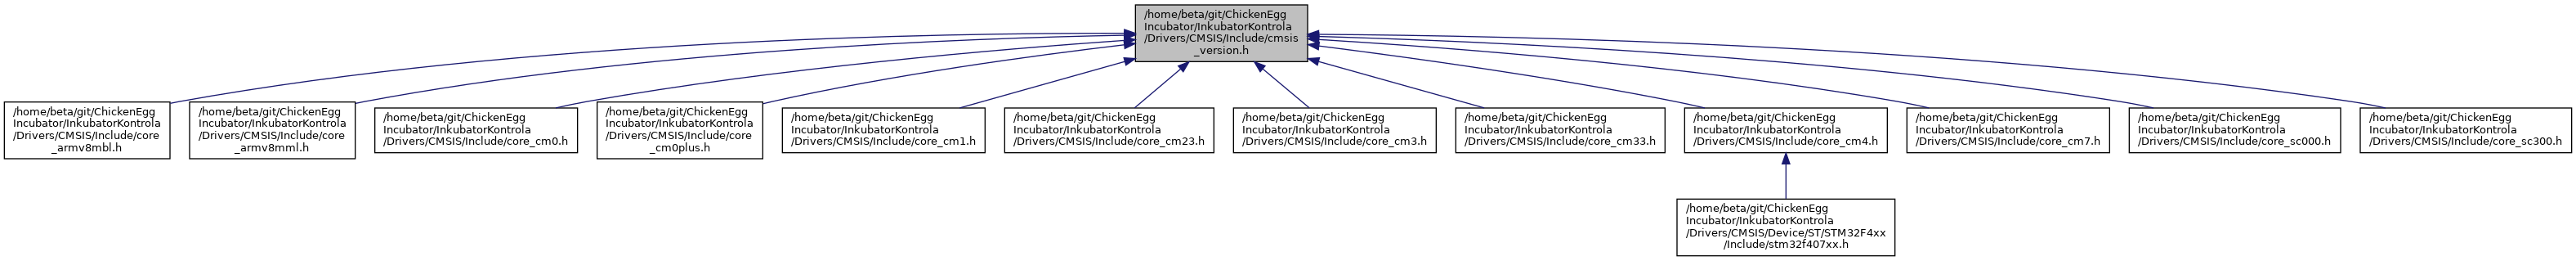 /home/beta/git/ChickenEgg
Incubator/InkubatorKontrola
/Drivers/CMSIS/Include/cmsis
_version.h
/home/beta/git/ChickenEgg
Incubator/InkubatorKontrola
/Drivers/CMSIS/Include/core
_armv8mbl.h
/home/beta/git/ChickenEgg
Incubator/InkubatorKontrola
/Drivers/CMSIS/Include/core
_armv8mml.h
/home/beta/git/ChickenEgg
Incubator/InkubatorKontrola
/Drivers/CMSIS/Include/core_cm0.h
/home/beta/git/ChickenEgg
Incubator/InkubatorKontrola
/Drivers/CMSIS/Include/core
_cm0plus.h
/home/beta/git/ChickenEgg
Incubator/InkubatorKontrola
/Drivers/CMSIS/Include/core_cm1.h
/home/beta/git/ChickenEgg
Incubator/InkubatorKontrola
/Drivers/CMSIS/Include/core_cm23.h
/home/beta/git/ChickenEgg
Incubator/InkubatorKontrola
/Drivers/CMSIS/Include/core_cm3.h
/home/beta/git/ChickenEgg
Incubator/InkubatorKontrola
/Drivers/CMSIS/Include/core_cm33.h
/home/beta/git/ChickenEgg
Incubator/InkubatorKontrola
/Drivers/CMSIS/Include/core_cm4.h
/home/beta/git/ChickenEgg
Incubator/InkubatorKontrola
/Drivers/CMSIS/Include/core_cm7.h
/home/beta/git/ChickenEgg
Incubator/InkubatorKontrola
/Drivers/CMSIS/Include/core_sc000.h
/home/beta/git/ChickenEgg
Incubator/InkubatorKontrola
/Drivers/CMSIS/Include/core_sc300.h
/home/beta/git/ChickenEgg
Incubator/InkubatorKontrola
/Drivers/CMSIS/Device/ST/STM32F4xx
/Include/stm32f407xx.h